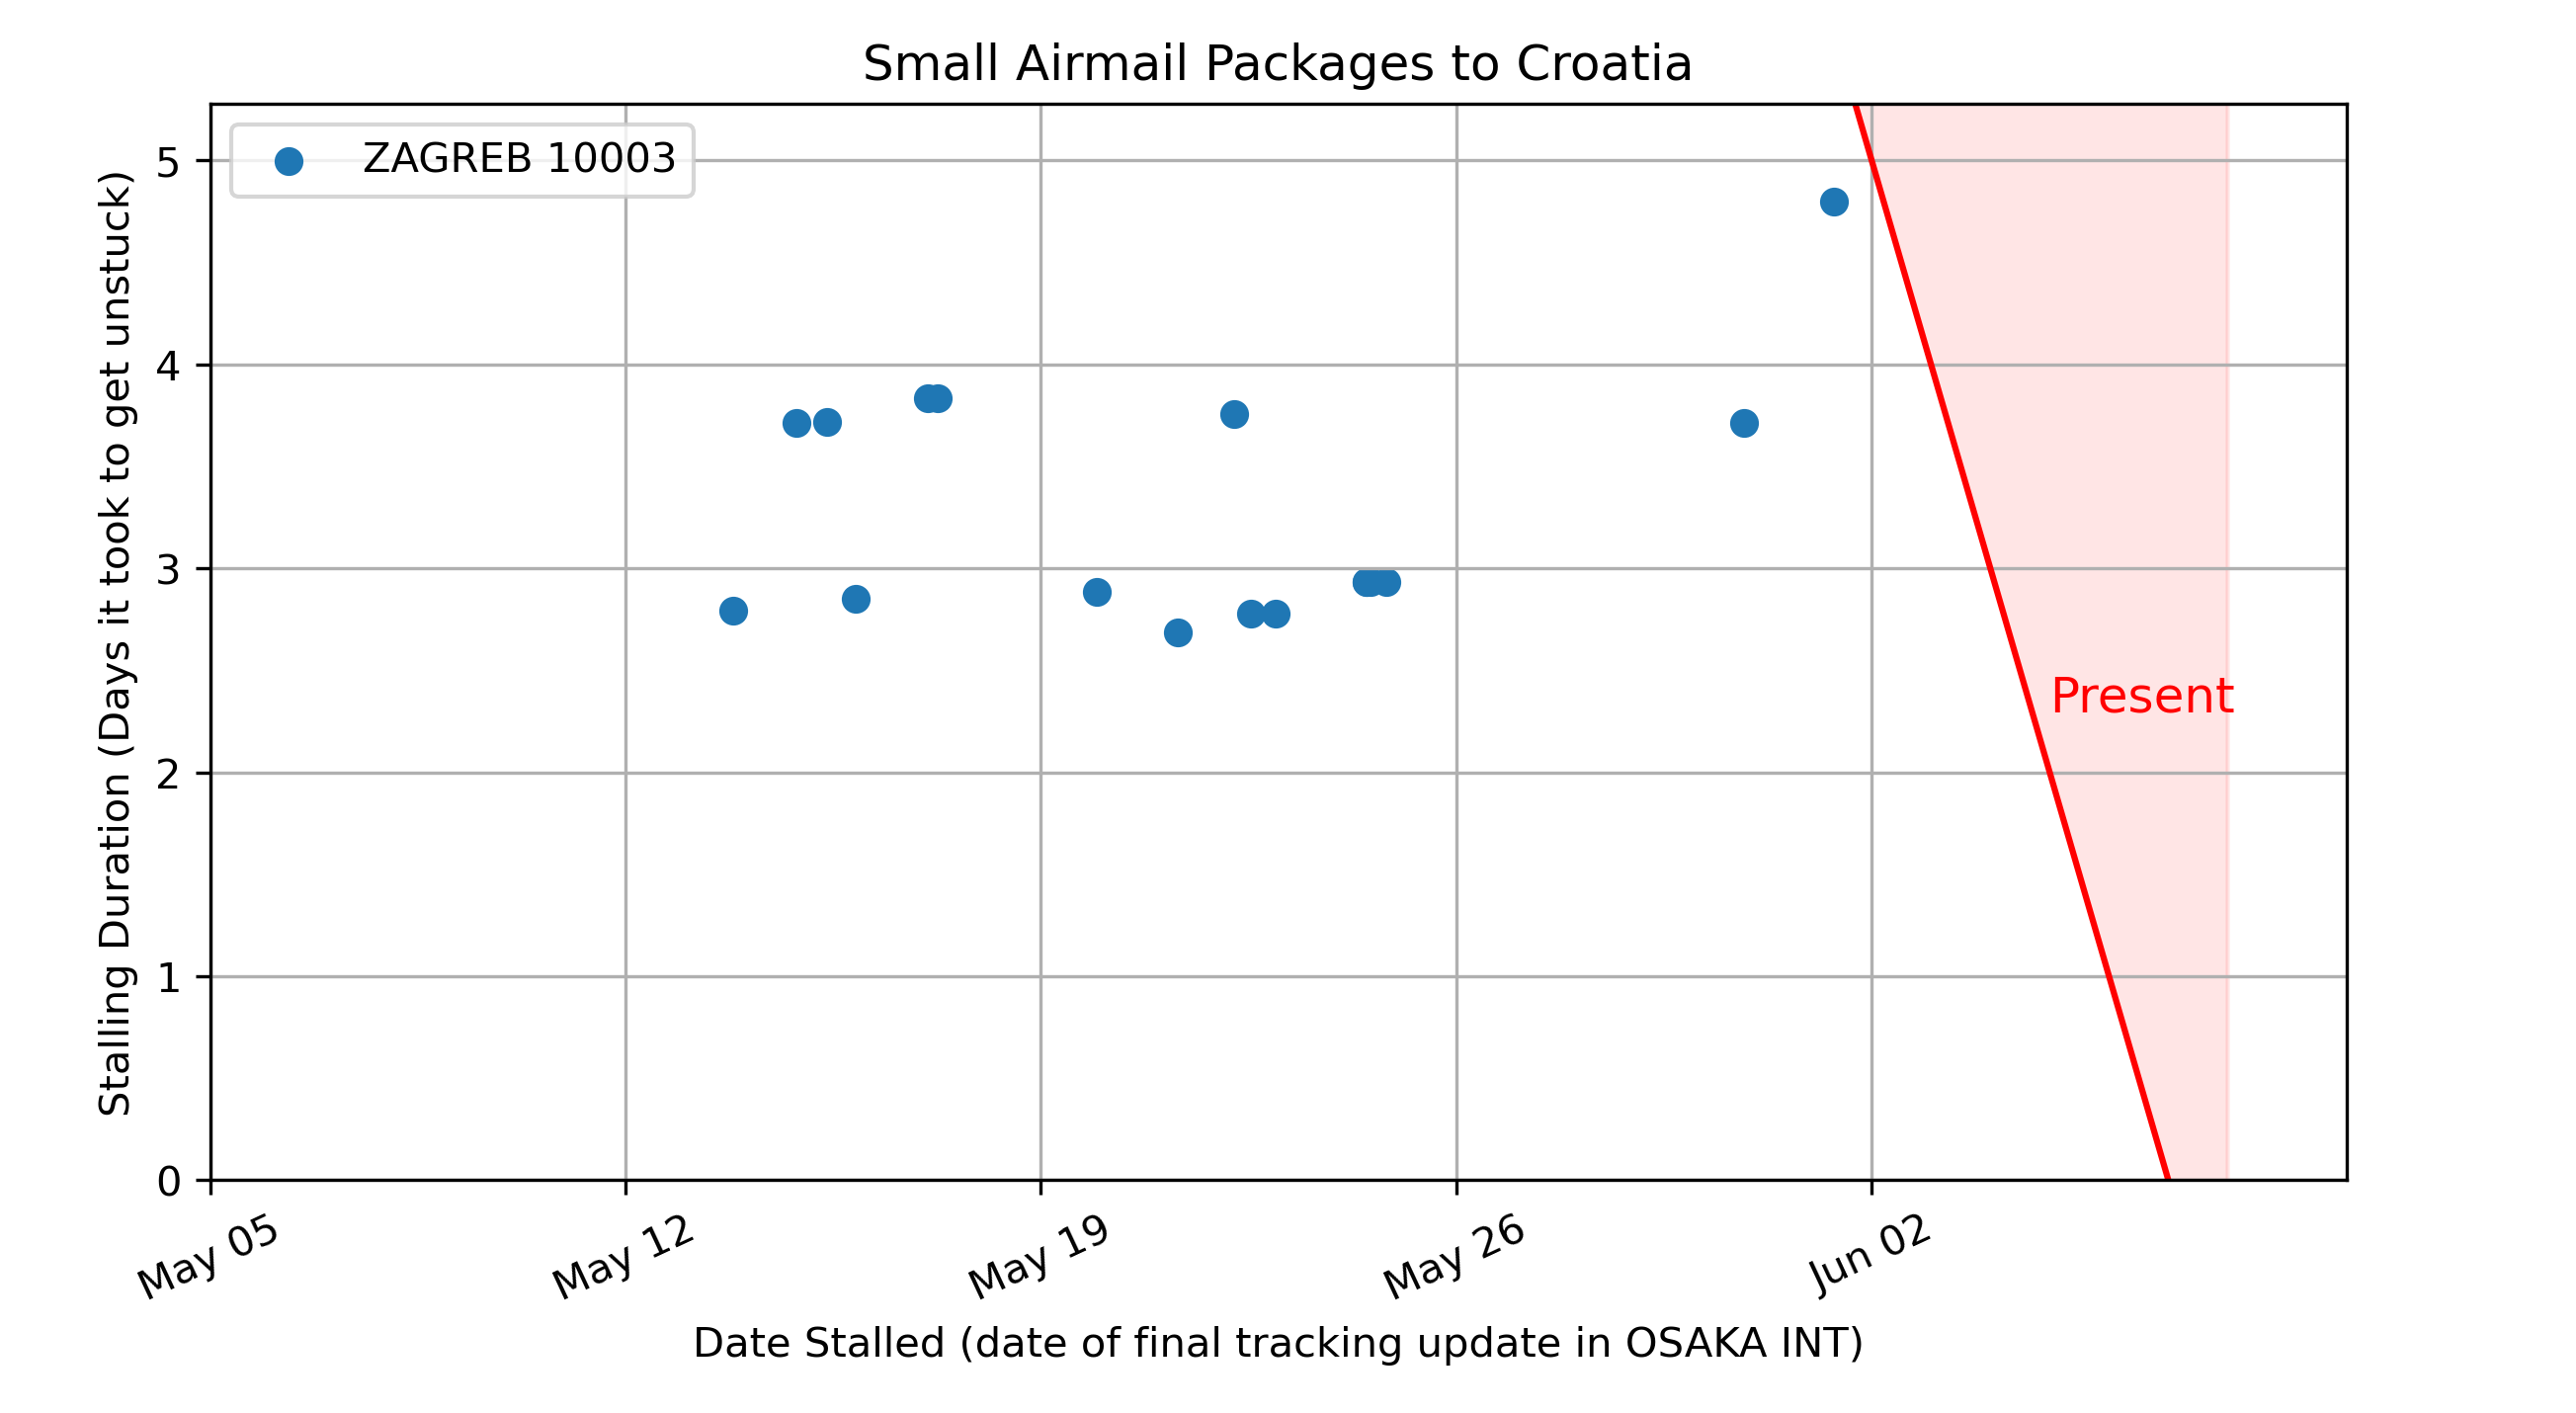 Small Airmail Packages to Croatia
ZAGREB 10003
Stalling Duration (Days it took to get unstuck)
5
4
3
2
1
0
Present
May 05
May 12
May 19
May 26
Jun 02
Date Stalled (date of final tracking update in OSAKA INT)